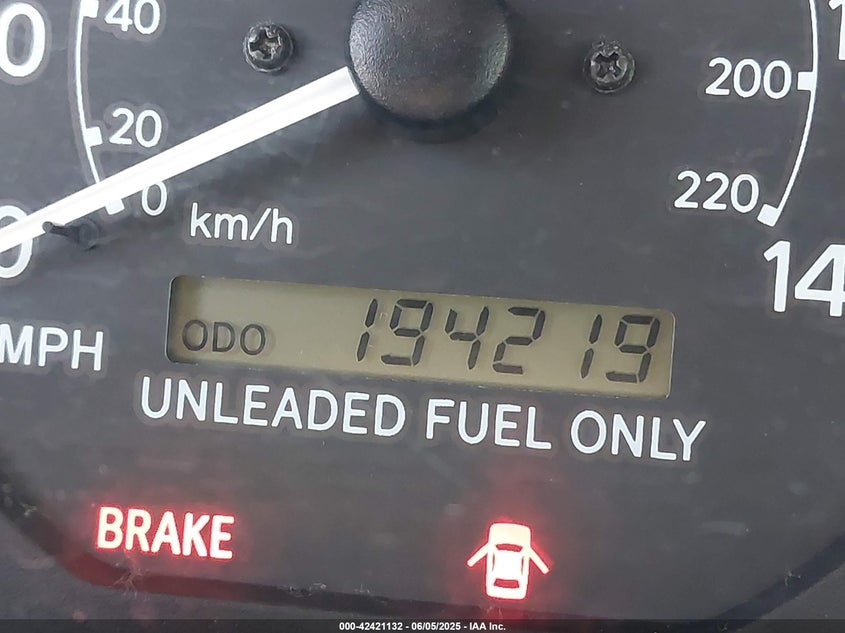 40
20
0
km/h
200
220
14
MPH
ODO 194219
UNLEADED FUEL ONLY
BRAKE
000-42421132 - 06/05/2025 - IAA Inc.